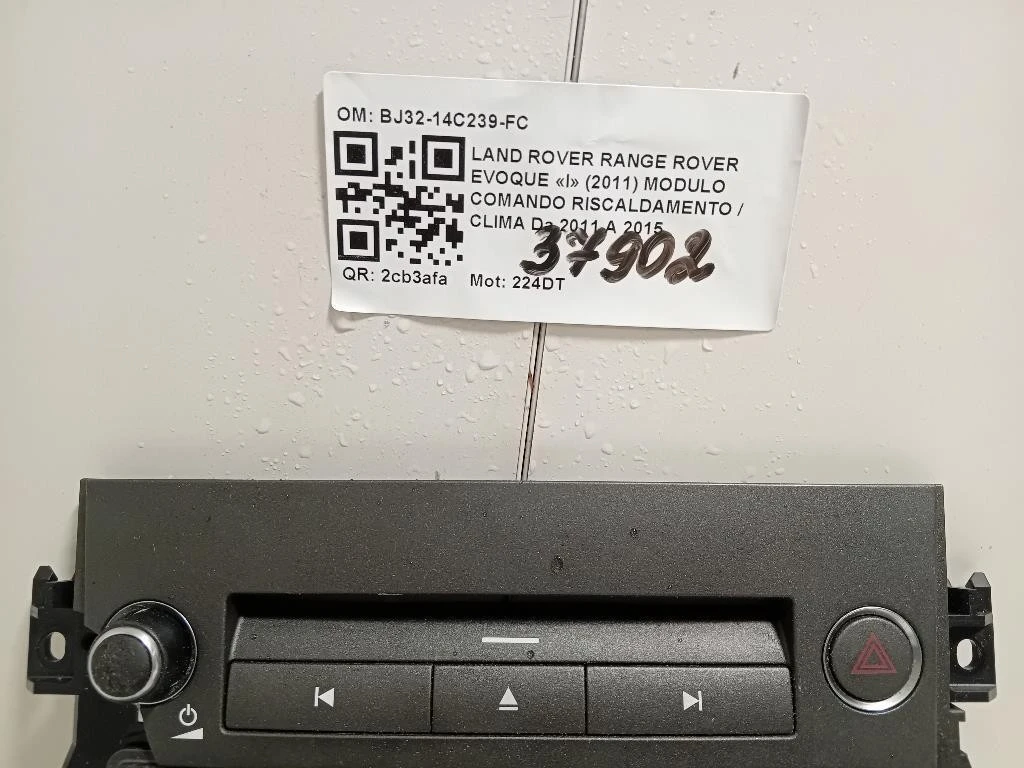 OM: BJ32-14C239-FC
LAND ROVER RANGE ROVER
EVOQUE «I» (2011) MODULO
COMANDO RISCALDAMENTO /
CLIMA Da 2011 A 2015
37902
QR: 2cb3afa Mot: 224DT